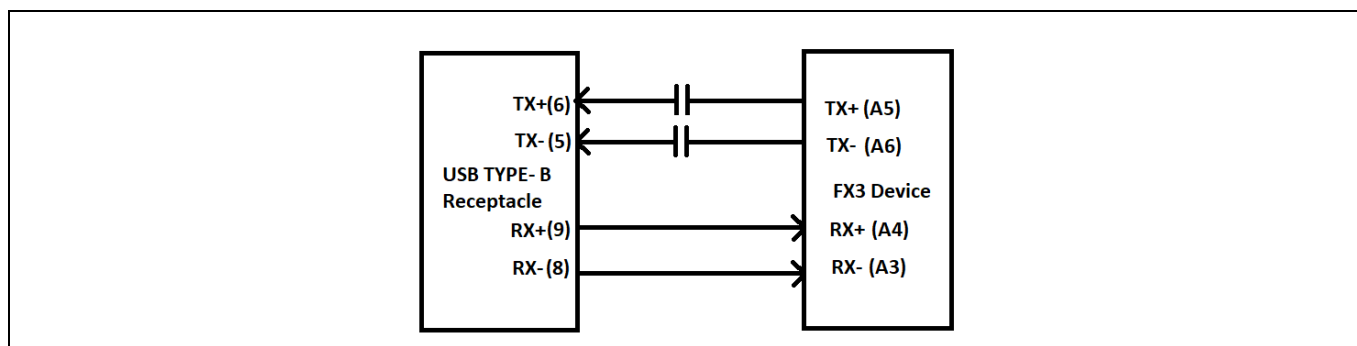 TX+(6)
TX- (5)
USB TYPE- B
Receptacle
RX+(9)
RX- (8)
TX+ (A5)
TX- (A6)
FX3 Device
RX+ (A4)
RX- (A3)